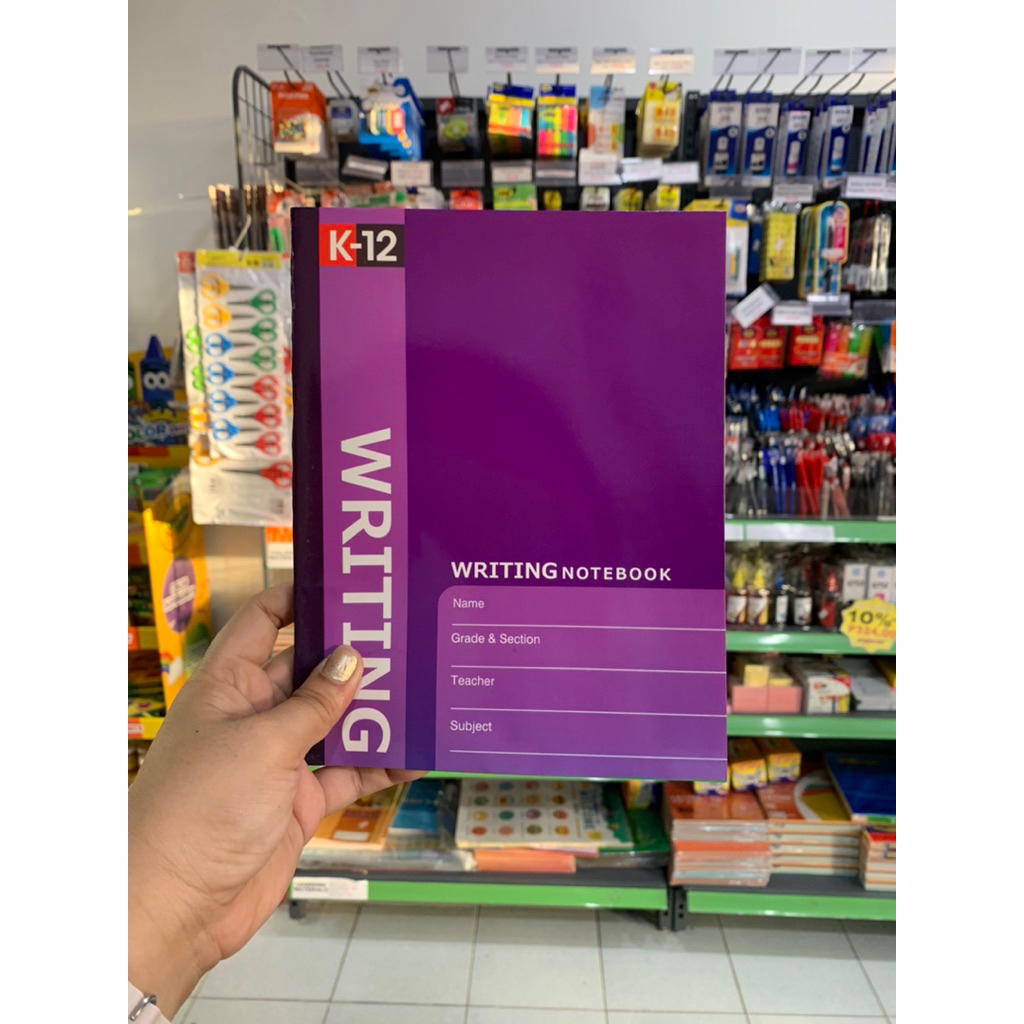 K-12
WRITING
WRITING NOTEBOOK
Name
Grade & Section
Teacher
Subject
10%